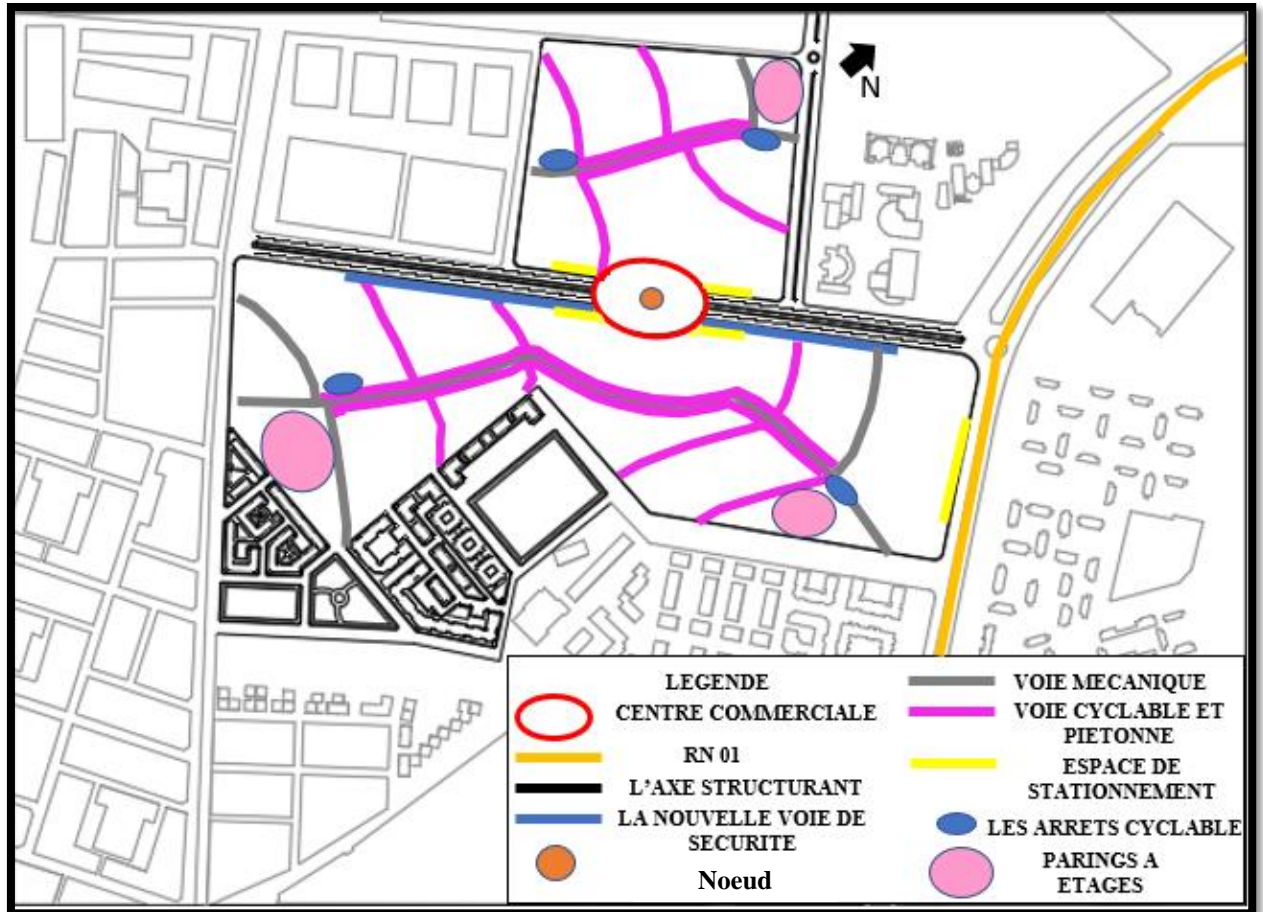 N
LEGENDE
CENTRE COMMERCIALE
RN 01
L'AXE STRUCTURANT
LA NOUVELLE VOIE DE
SECURITE
Noeud
VOIE MECANIQUE
VOIE CYCLABLE ET
PIETONNE
ESPACE DE
STATIONNEMENT
LES ARRETS CYCLABLE
PARINGS A
ETAGES